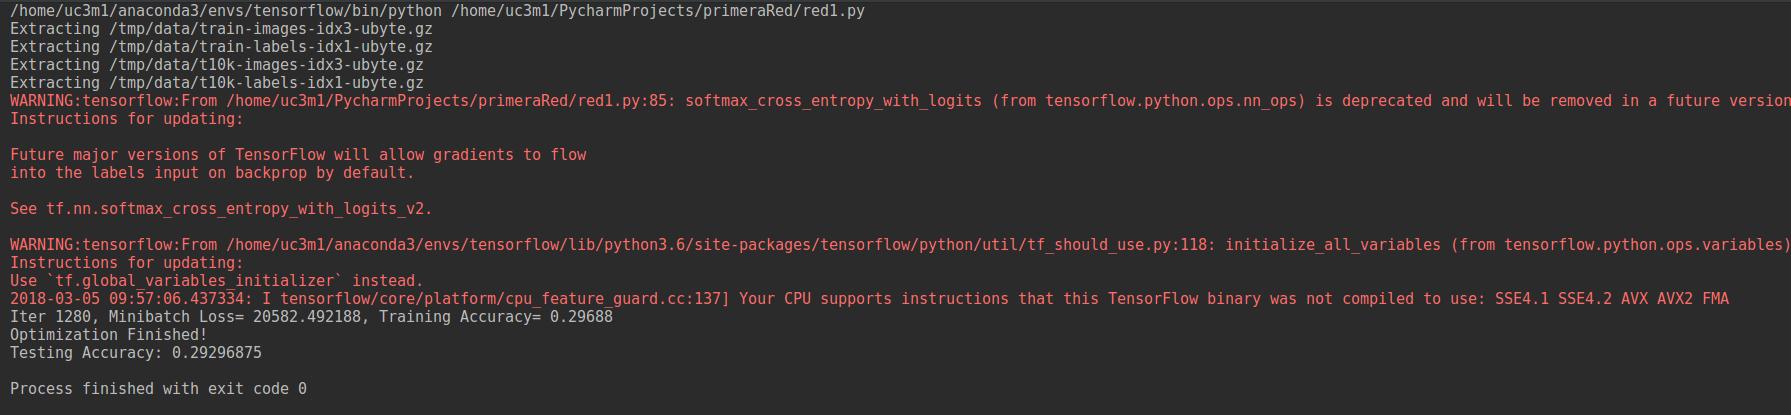 /home/uc3m1/anaconda3/envs/tensorflow/bin/python /home/uc3m1/PycharmProjects/primeraRed/red1.py
Extracting /tmp/data/train-images-idx3-ubyte.gz
Extracting /tmp/data/train-labels-idx1-ubyte.gz
Extracting /tmp/data/t10k-images-idx3-ubyte.gz
Extracting /tmp/data/t10k-labels-idx1-ubyte.gz
WARNING:tensorflow:From /home/uc3m1/PycharmProjects/primeraRed/red1.py:85: softmax_cross_entropy_with_logits (from tensorflow.python.ops.nn_ops) is deprecated and will be removed in a future version
Instructions for updating:
Future major versions of TensorFlow will allow gradients to flow
into the labels input on backprop by default.
See tf.nn.softmax_cross_entropy_with_logits_v2.
WARNING:tensorflow:From /home/uc3m1/anaconda3/envs/tensorflow/lib/python3.6/site-packages/tensorflow/python/util/tf_should_use.py:118: initialize_all_variables (from tensorflow.python.ops.variables)
Instructions for updating:
Use `tf.global_variables_initializer` instead.
2018-03-05 09:57:06.437334: I tensorflow/core/platform/cpu_feature_guard.cc:137] Your CPU supports instructions that this TensorFlow binary was not compiled to use: SSE4.1 SSE4.2 AVX AVX2 FMA
Iter 1280, Minibatch Loss= 20582.492188, Training Accuracy= 0.29688
Optimization Finished!
Testing Accuracy: 0.29296875
Process finished with exit code 0